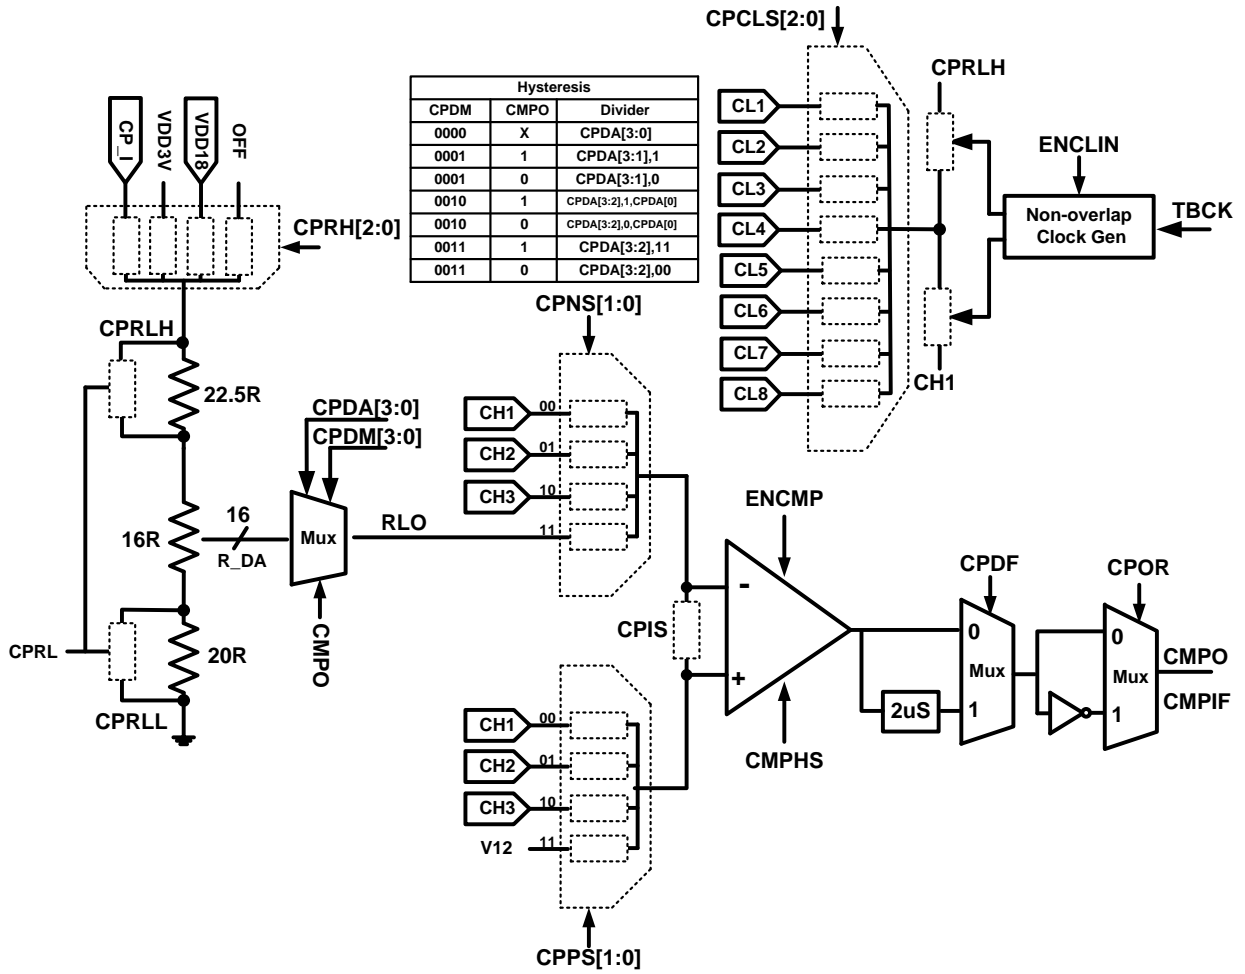 CPCLS[2:0]
CP_I
VDD3V
VDD18
OFF
CPRH[2:0]
Hysteresis
CPDM CMPO Divider
0000 X CPDA[3:0]
0001 1 CPDA[3:1],1
0001 0 CPDA[3:1],0
0010 1 CPDA[3:2],1,CPDA[0]
0010 0 CPDA[3:2],0,CPDA[0]
0011 1 CPDA[3:2],11
0011 0 CPDA[3:2],00
CL1
CL2
CL3
CL4
CL5
CL6
CL7
CL8
CPRLH
CH1
ENCLIN
Non-overlap
Clock Gen
TBCK
CPRLH
22.5R
16R
20R
CPRL
CPRLL
16
R_DA
CPDA[3:0]
CPDM[3:0]
Mux
CMPO
RLO
CPNS[1:0]
CH1 00
CH2 01
CH3 10
11
CPIS
CH1 00
CH2 01
CH3 10
V12 11
CPPS[1:0]
ENCMP
-
+
CMPHS
2uS
CPDF
0
Mux
1
CPOR
0
Mux
1
CMPO
CMPIF